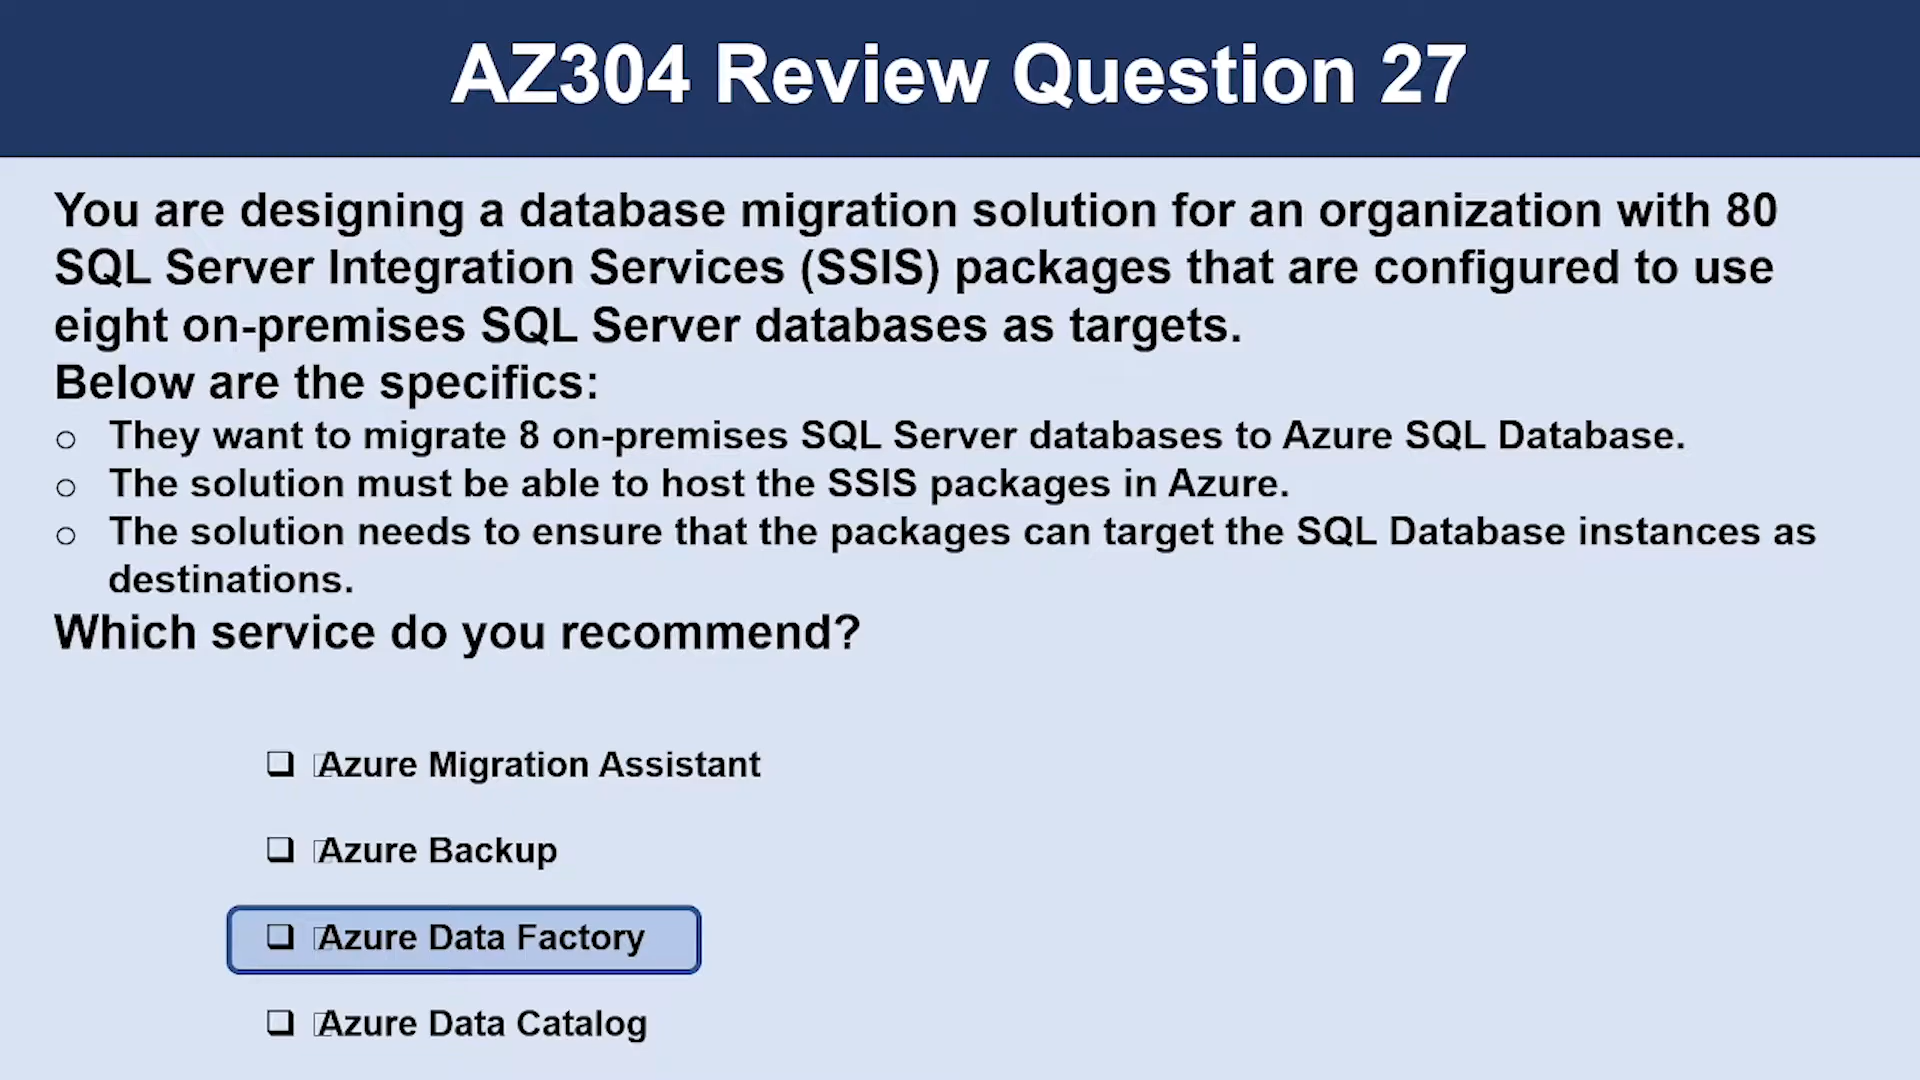 AZ304 Review Question 27
You are designing a database migration solution for an organization with 80
SQL Server Integration Services (SSIS) packages that are configured to use
eight on-premises SQL Server databases as targets.
Below are the specifics:
o They want to migrate 8 on-premises SQL Server databases to Azure SQL Database.
o The solution must be able to host the SSIS packages in Azure.
o The solution needs to ensure that the packages can target the SQL Database instances as
destinations.
Which service do you recommend?
❑ Azure Migration Assistant
❑ Azure Backup
❑ Azure Data Factory
❑ Azure Data Catalog